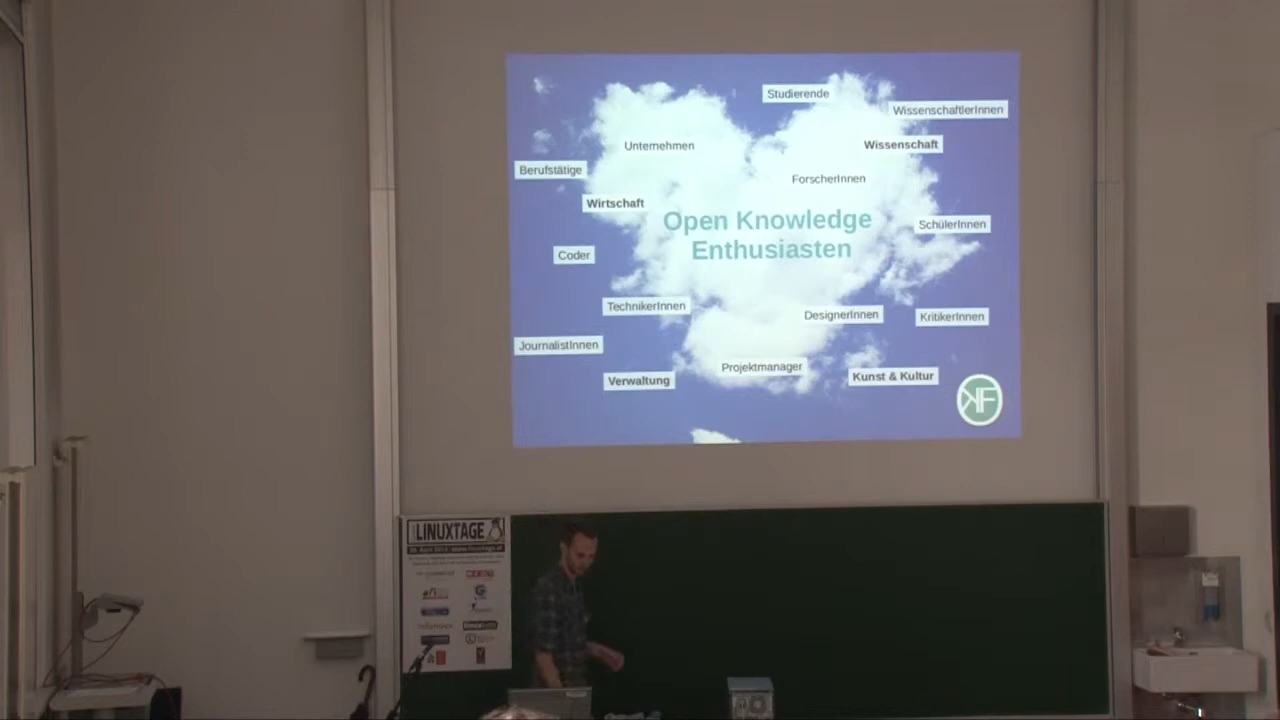 Studierende
WissenschaftlerInnen
Unternehmen
Wissenschaft
Berufstätige
ForscherInnen
Wirtschaft
Open Knowledge
Enthusiasten
SchülerInnen
Coder
TechnikerInnen
DesignerInnen
KritikerInnen
JournalistInnen
Projektmanager
Verwaltung
Kunst & Kultur
KF
LINUXTAGE